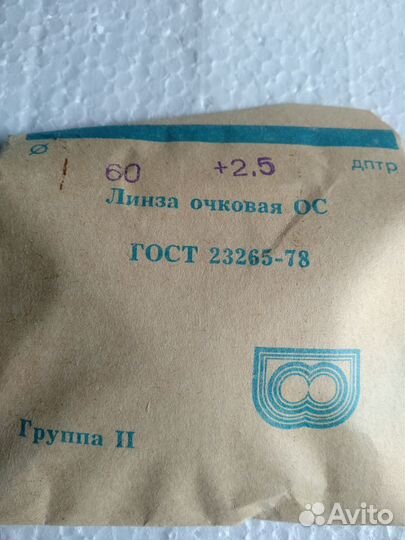 ⌀ 60 +2.5 дптр
Линза очковая ОС
ГОСТ 23265-78
Группа II
Avito